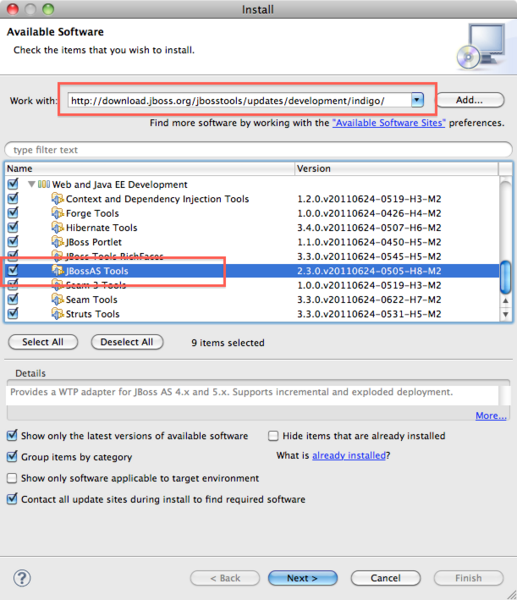 Install
Available Software
Check the items that you wish to install.
Work with: http://download.jboss.org/jbosstools/updates/development/indigo/ Add...
Find more software by working with the "Available Software Sites" preferences.
type filter text
Name Version
Web and Java EE Development
Context and Dependency Injection Tools 1.2.0.v20110624-0519-H3-M2
Forge Tools 1.0.0.v20110624-0426-H4-M2
Hibernate Tools 3.4.0.v20110624-0507-H6-M2
JBoss Portlet 1.1.0.v20110624-0450-H5-M2
JBoss Tools RichFaces 3.3.0.v20110624-0545-H5-M2
JBossAS Tools 2.3.0.v20110624-0505-H8-M2
Seam 3 Tools 1.0.0.v20110624-0519-H3-M2
Seam Tools 3.3.0.v20110624-0622-H7-M2
Struts Tools 3.3.0.v20110624-0531-H5-M2
Select All Deselect All 9 items selected
Details
Provides a WTP adapter for JBoss AS 4.x and 5.x. Supports incremental and exploded deployment.
More...
Show only the latest versions of available software Hide items that are already installed
Group items by category What is already installed?
Show only software applicable to target environment
Contact all update sites during install to find required software
? < Back Next > Cancel Finish